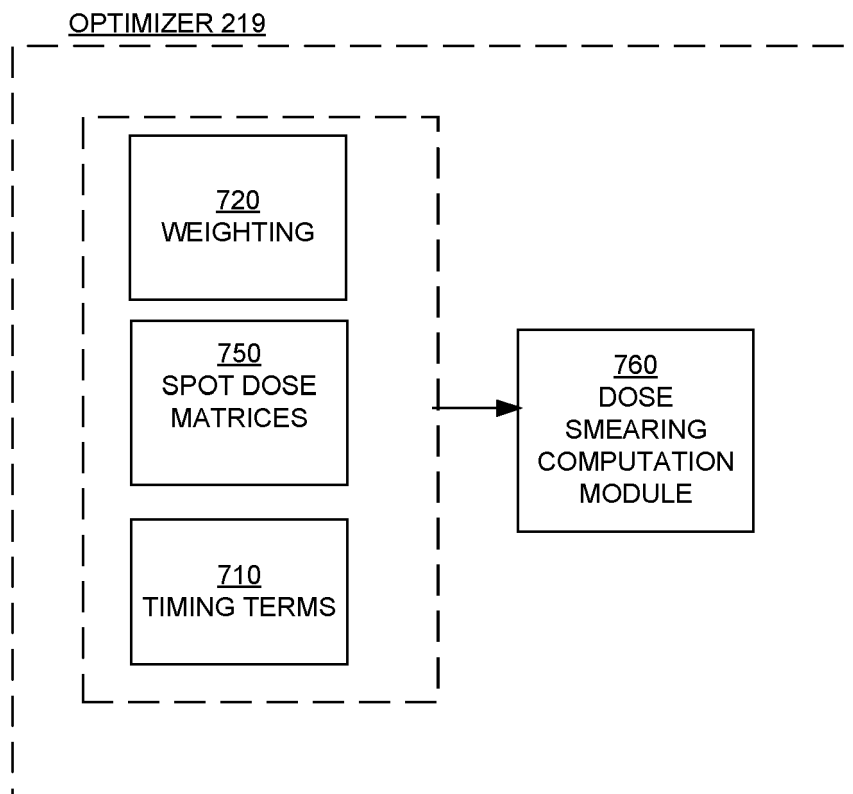 OPTIMIZER 219
720
WEIGHTING
750
SPOT DOSE
MATRICES
710
TIMING TERMS
760
DOSE
SMEARING
COMPUTATION
MODULE